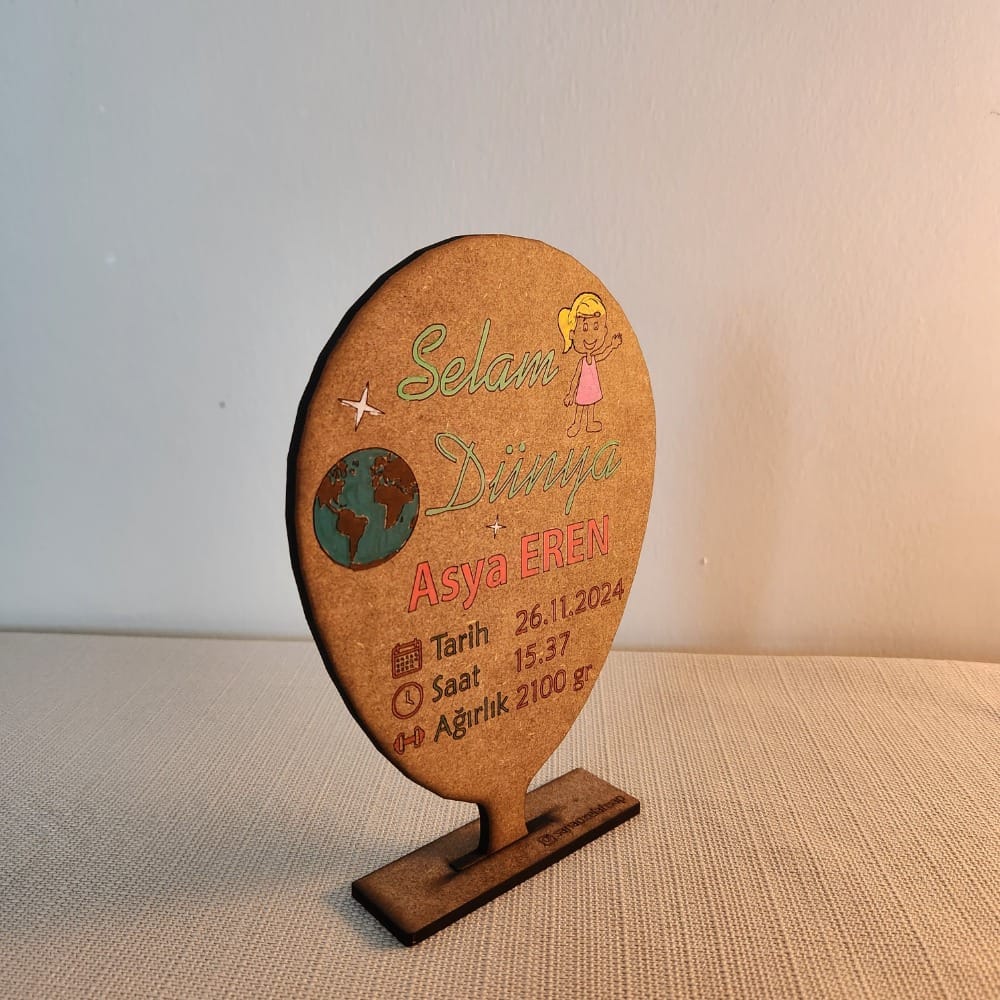 Selam
Dünya
Asya EREN
Tarih 26.11.2024
Saat 15.37
Ağırlık 2100 gr